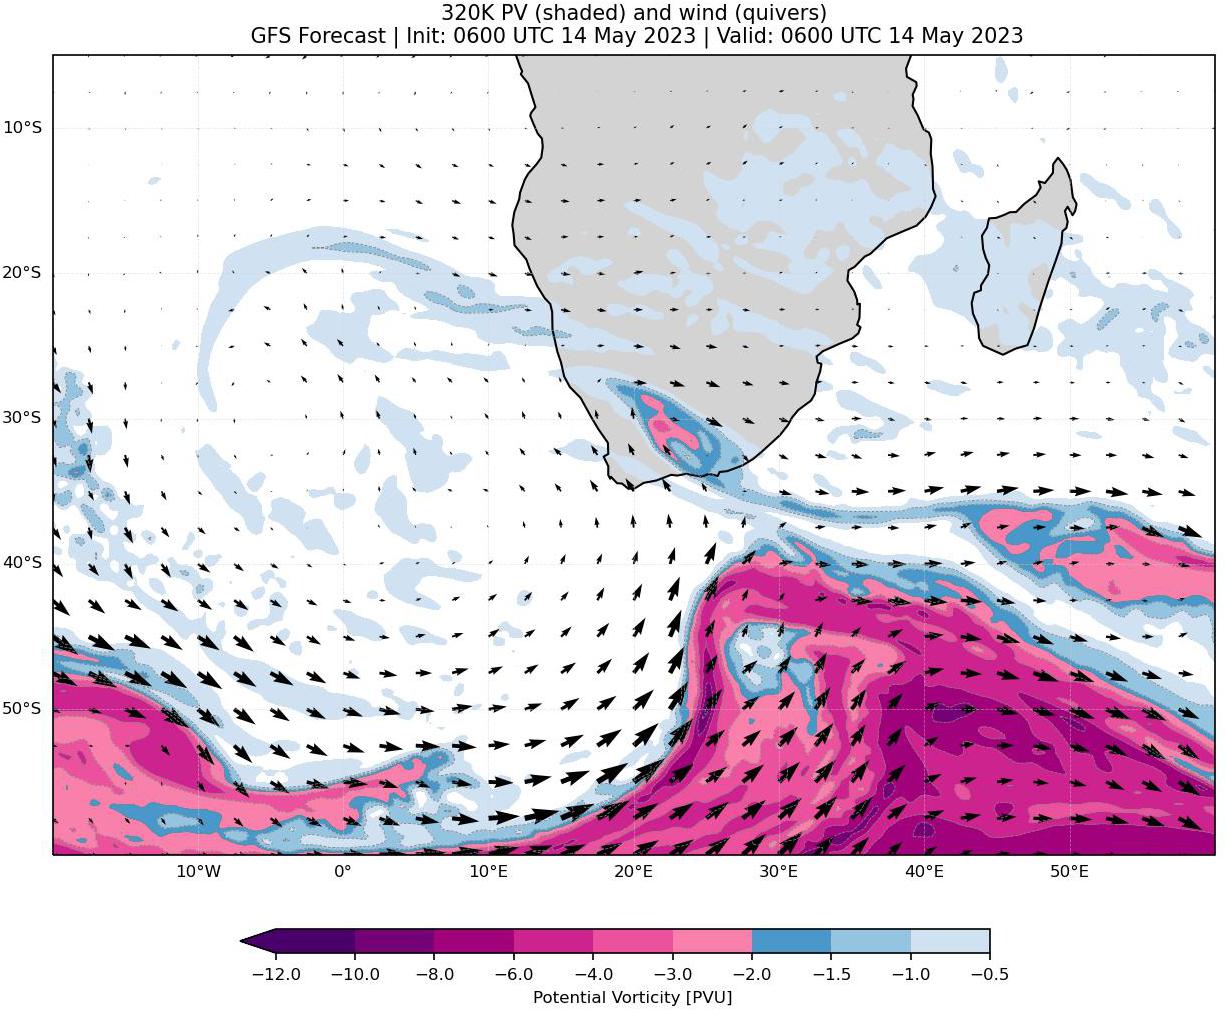 320K PV (shaded) and wind (quivers)
GFS Forecast | Init: 0600 UTC 14 May 2023 | Valid: 0600 UTC 14 May 2023
10°S
20°S
30°S
40°S
50°S
10°W 0° 10°E 20°E 30°E 40°E 50°E
−12.0 −10.0 −8.0 −6.0 −4.0 −3.0 −2.0 −1.5 −1.0 −0.5
Potential Vorticity [PVU]